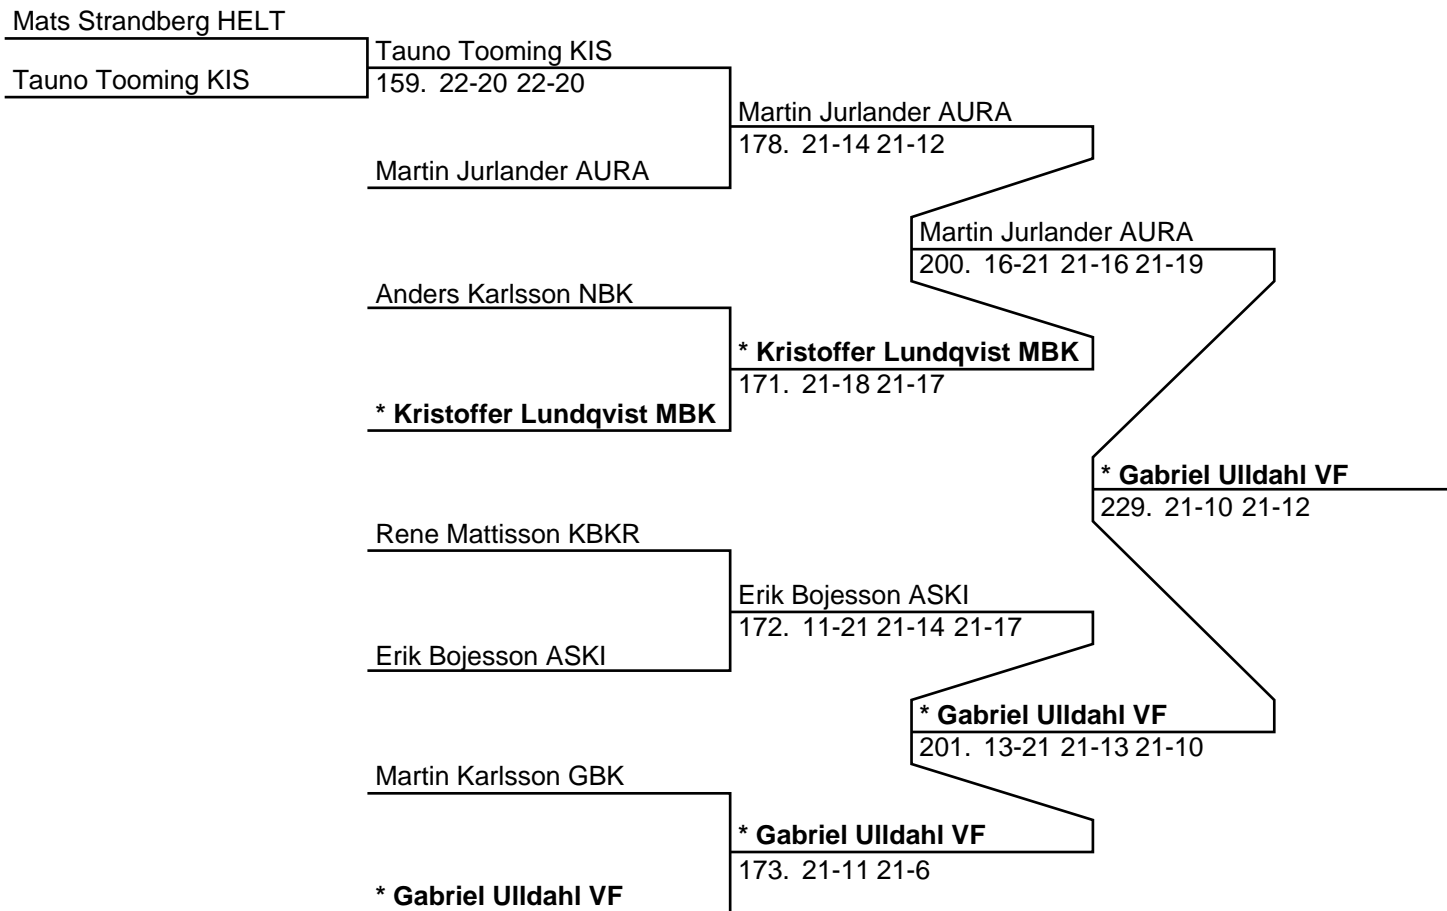 Mats Strandberg HELT
Tauno Tooming KIS
Tauno Tooming KIS
159. 22-20 22-20
Martin Jurlander AURA
178. 21-14 21-12
Martin Jurlander AURA
Martin Jurlander AURA
200. 16-21 21-16 21-19
Anders Karlsson NBK
* Kristoffer Lundqvist MBK
171. 21-18 21-17
* Kristoffer Lundqvist MBK
* Gabriel Ulldahl VF
229. 21-10 21-12
Rene Mattisson KBKR
Erik Bojesson ASKI
172. 11-21 21-14 21-17
Erik Bojesson ASKI
* Gabriel Ulldahl VF
201. 13-21 21-13 21-10
Martin Karlsson GBK
* Gabriel Ulldahl VF
173. 21-11 21-6
* Gabriel Ulldahl VF